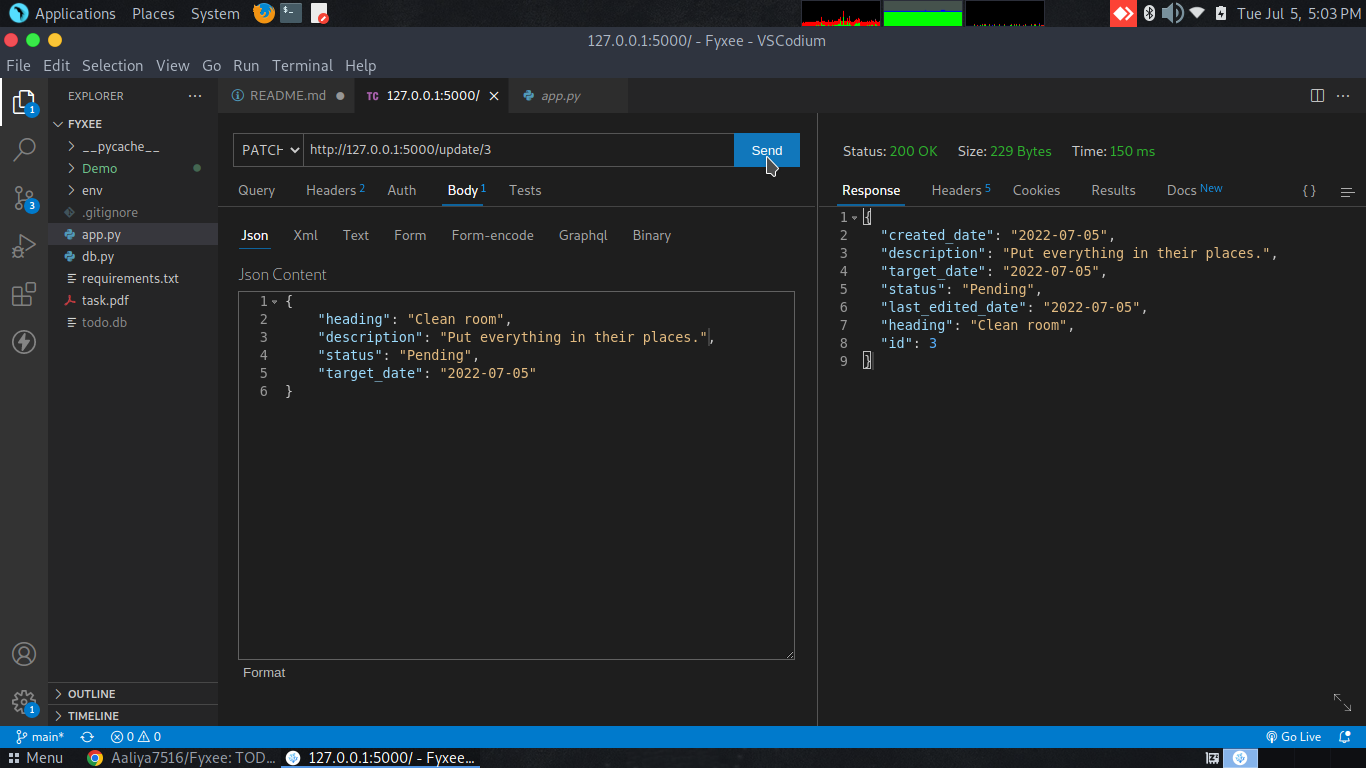 Applications Places System Tue Jul 5, 5:03 PM
127.0.0.1:5000/ - Fyxee - VSCodium
File Edit Selection View Go Run Terminal Help
EXPLORER ··· README.md TC 127.0.0.1:5000/ app.py ···
1
FYXEE
__pycache__
Demo
env
.gitignore
app.py
db.py
requirements.txt
task.pdf
todo.db
3
PATCH http://127.0.0.1:5000/update/3 Send
Query Headers 2 Auth Body 1 Tests
Json Xml Text Form Form-encode Graphql Binary
Json Content
1 {
2 "heading": "Clean room",
3 "description": "Put everything in their places.",
4 "status": "Pending",
5 "target_date": "2022-07-05"
6 }
Format
Status: 200 OK Size: 229 Bytes Time: 150 ms
Response Headers 5 Cookies Results Docs New { }
1 {
2 "created_date": "2022-07-05",
3 "description": "Put everything in their places.",
4 "target_date": "2022-07-05",
5 "status": "Pending",
6 "last_edited_date": "2022-07-05",
7 "heading": "Clean room",
8 "id": 3
9 }
OUTLINE
1
TIMELINE
main* 0 0 Go Live
Menu Aaliya7516/Fyxee: TOD... 127.0.0.1:5000/ - Fyxee...